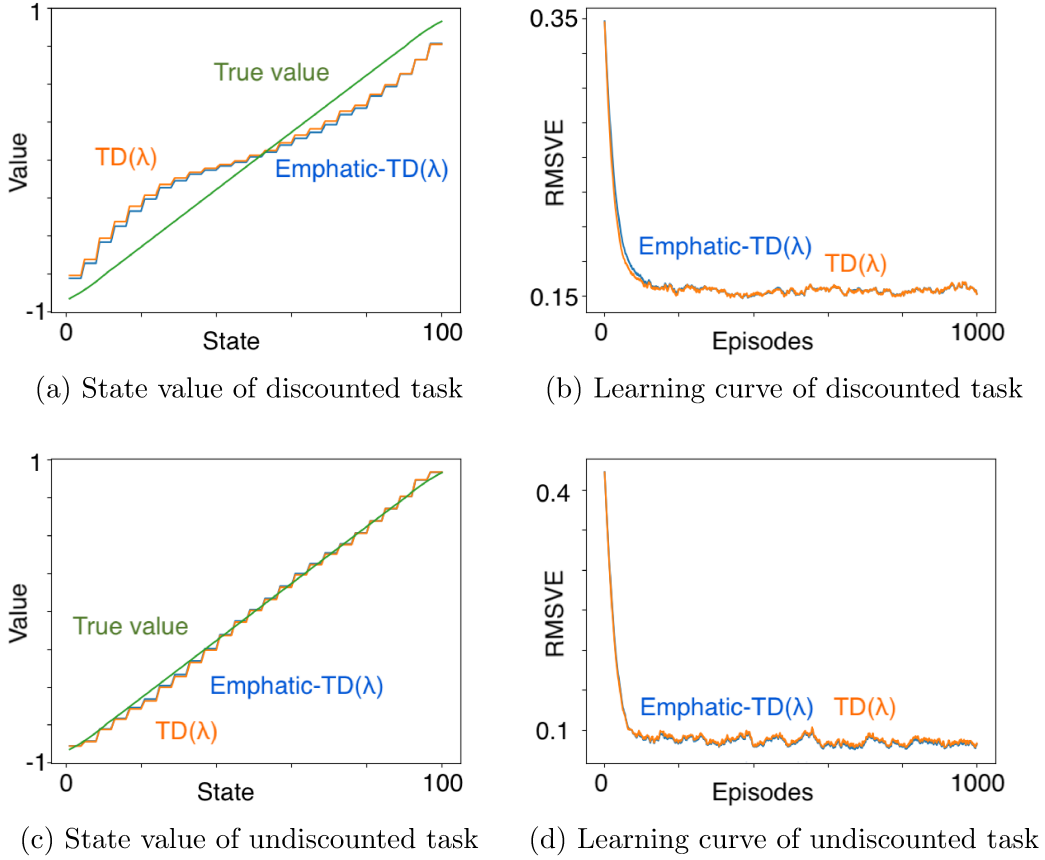 1
True value
TD(λ)
Emphatic-TD(λ)
Value
-1
0
100
State
(a) State value of discounted task
0.35
RMSVE
Emphatic-TD(λ)
TD(λ)
0.15
0
1000
Episodes
(b) Learning curve of discounted task
1
Value
True value
Emphatic-TD(λ)
TD(λ)
-1
0
100
State
(c) State value of undiscounted task
0.4
RMSVE
Emphatic-TD(λ)
TD(λ)
0.1
0
1000
Episodes
(d) Learning curve of undiscounted task